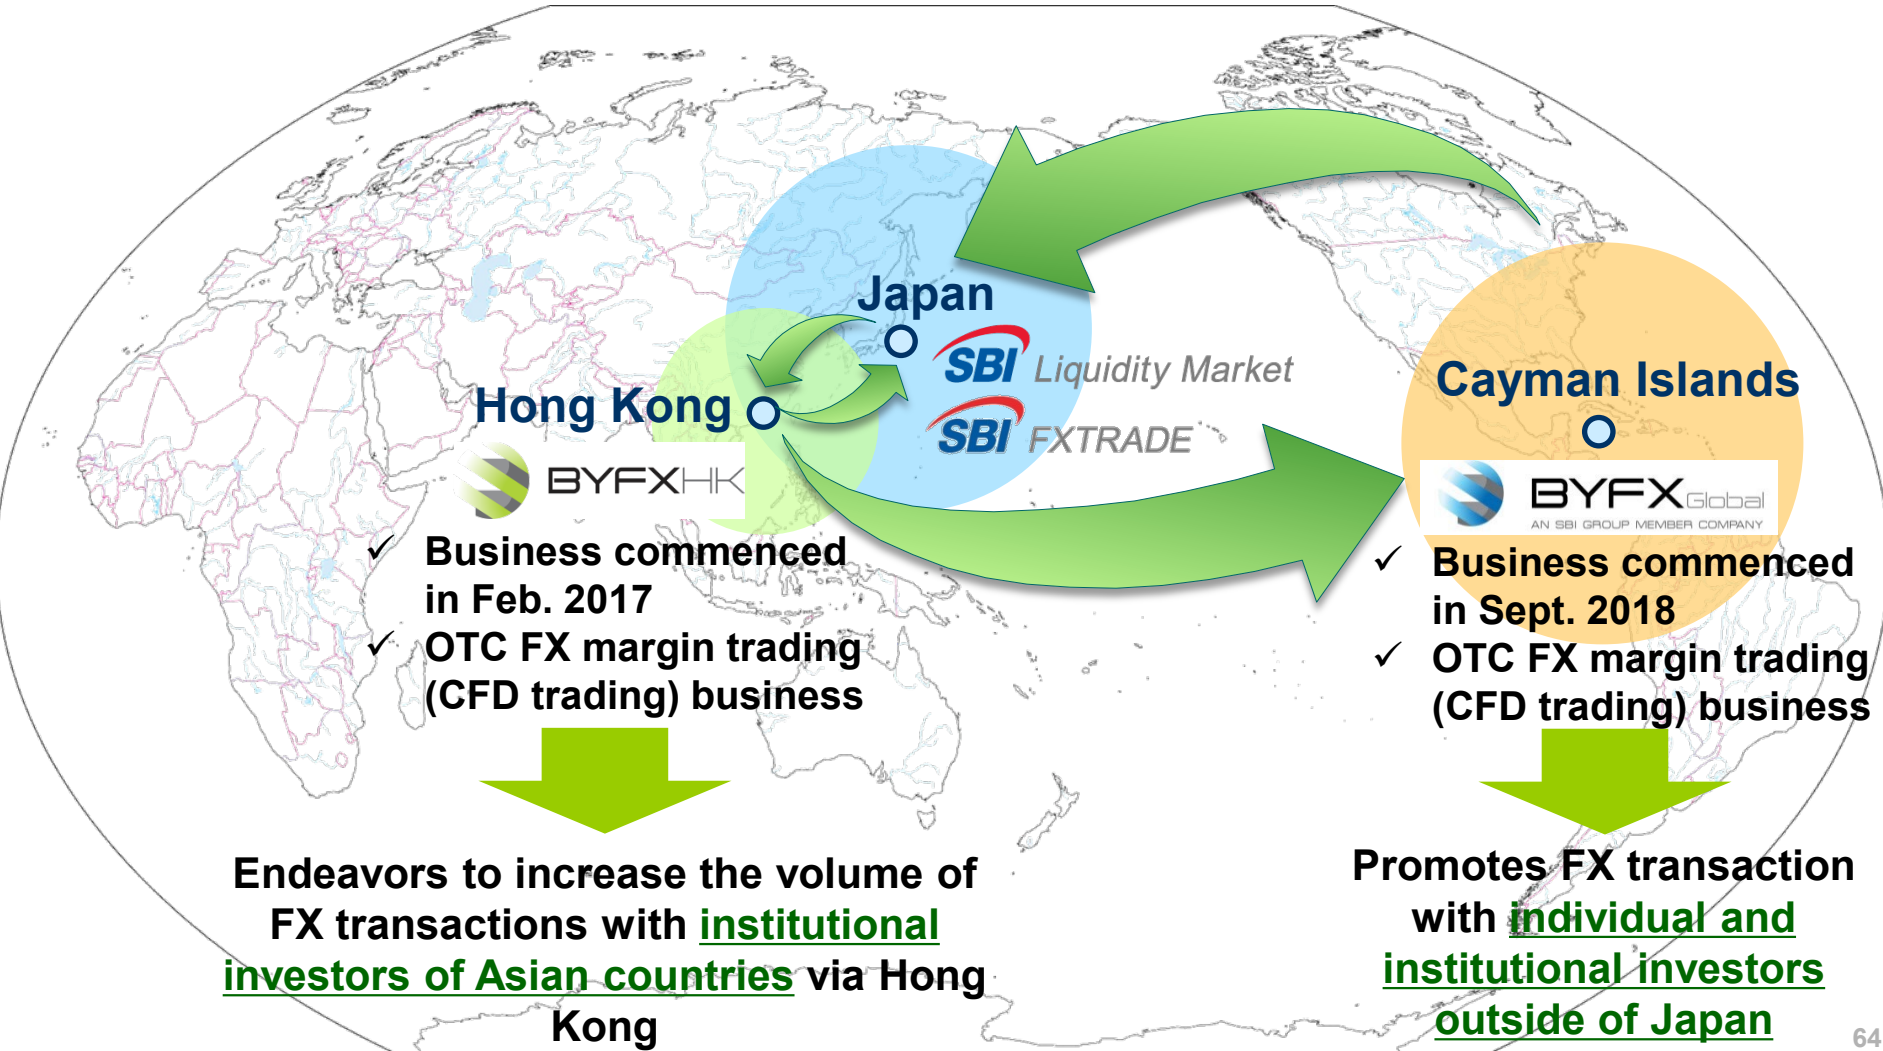 Japan
SBI Liquidity Market
SBI FXTRADE
Hong Kong
BYFXHK
✓ Business commenced
in Feb. 2017
✓ OTC FX margin trading
(CFD trading) business
Endeavors to increase the volume of
FX transactions with institutional
investors of Asian countries via Hong
Kong
Cayman Islands
BYFX Global
AN SBI GROUP MEMBER COMPANY
✓ Business commenced
in Sept. 2018
✓ OTC FX margin trading
(CFD trading) business
Promotes FX transaction
with individual and
institutional investors
outside of Japan
64